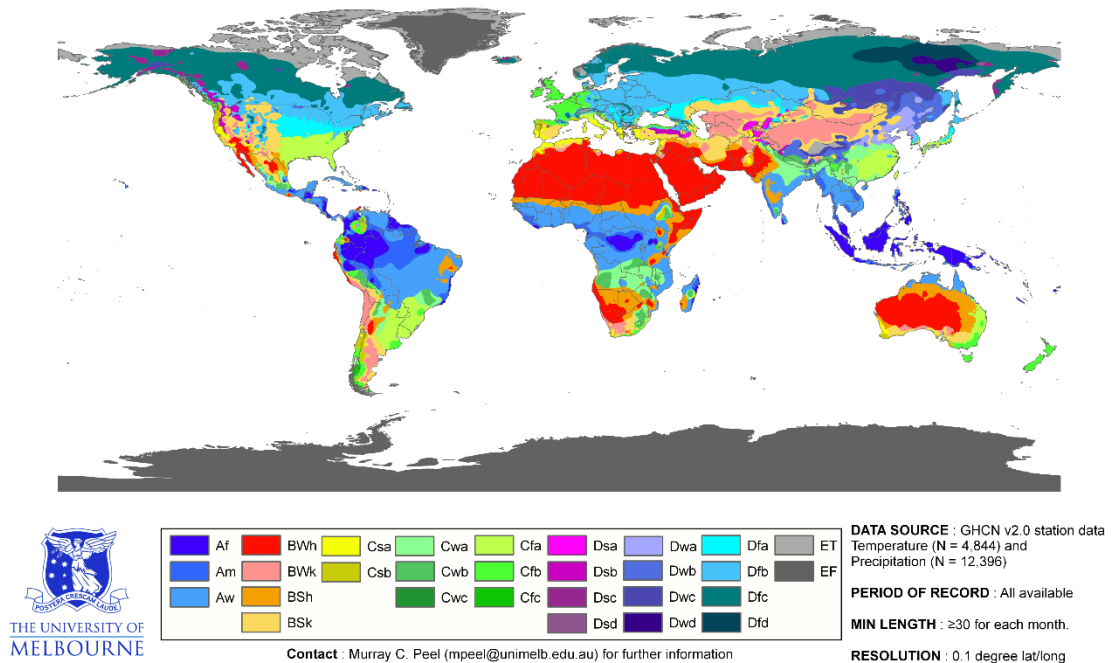 Af
BWh
Csa
Cwa
Cfa
Dsa
Dwa
Dfa
ET
Am
BWk
Csb
Cwb
Cfb
Dsb
Dwb
Dfb
EF
Aw
BSh
Cwc
Cfc
Dsc
Dwc
Dfc
BSk
Dsd
Dwd
Dfd
POSTERA CRESCAM LAUDE
THE UNIVERSITY OF
MELBOURNE
Contact : Murray C. Peel (mpeel@unimelb.edu.au) for further information
DATA SOURCE : GHCN v2.0 station data
Temperature (N = 4,844) and
Precipitation (N = 12,396)
PERIOD OF RECORD : All available
MIN LENGTH : ≥30 for each month.
RESOLUTION : 0.1 degree lat/long